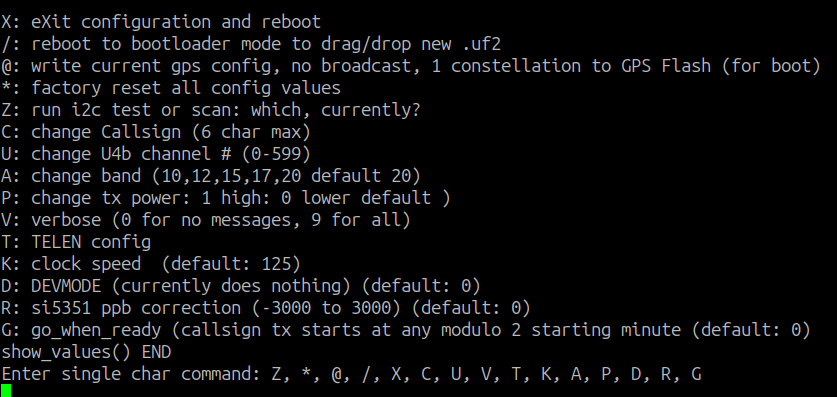 X: eXit configuration and reboot
/: reboot to bootloader mode to drag/drop new .uf2
@: write current gps config, no broadcast, 1 constellation to GPS Flash (for boot)
*: factory reset all config values
Z: run i2c test or scan: which, currently?
C: change Callsign (6 char max)
U: change U4b channel # (0-599)
A: change band (10,12,15,17,20 default 20)
P: change tx power: 1 high: 0 lower default )
V: verbose (0 for no messages, 9 for all)
T: TELEN config
K: clock speed  (default: 125)
D: DEVMODE (currently does nothing) (default: 0)
R: si5351 ppb correction (-3000 to 3000) (default: 0)
G: go_when_ready (callsign tx starts at any modulo 2 starting minute (default: 0)
show_values() END
Enter single char command: Z, *, @, /, X, C, U, V, T, K, A, P, D, R, G